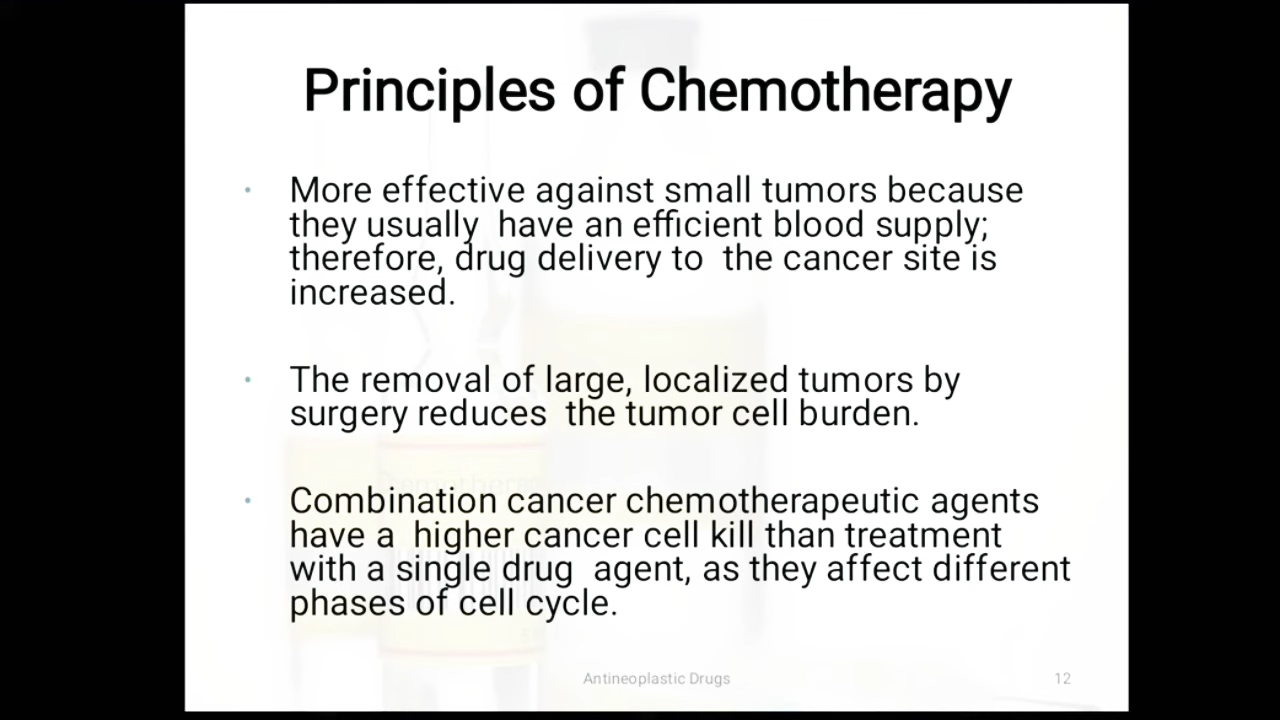 Principles of Chemotherapy
• More effective against small tumors because
they usually have an efficient blood supply;
therefore, drug delivery to the cancer site is
increased.
• The removal of large, localized tumors by
surgery reduces the tumor cell burden.
• Combination cancer chemotherapeutic agents
have a higher cancer cell kill than treatment
with a single drug agent, as they affect different
phases of cell cycle.
Antineoplastic Drugs
12